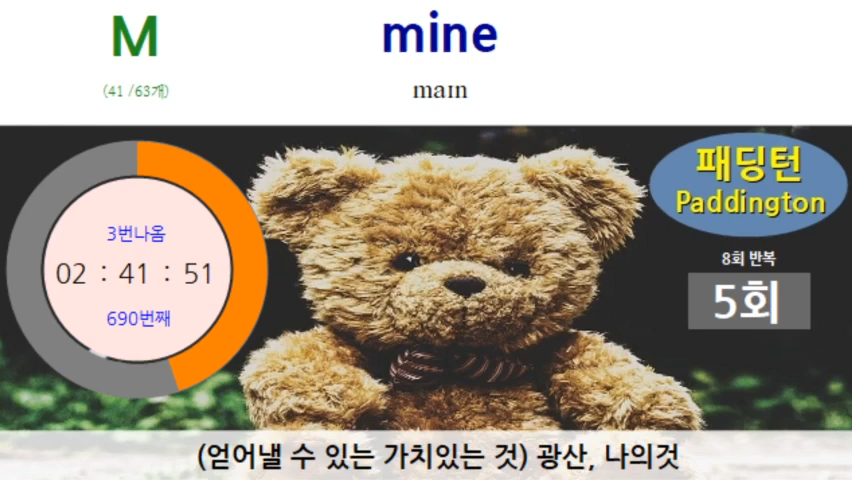 M
mine
(41 /63개)
maɪn
패딩턴
Paddington
3번나옴
8회 반복
02 : 41 : 51
5회
690번째
(얻어낼 수 있는 가치있는 것) 광산, 나의것